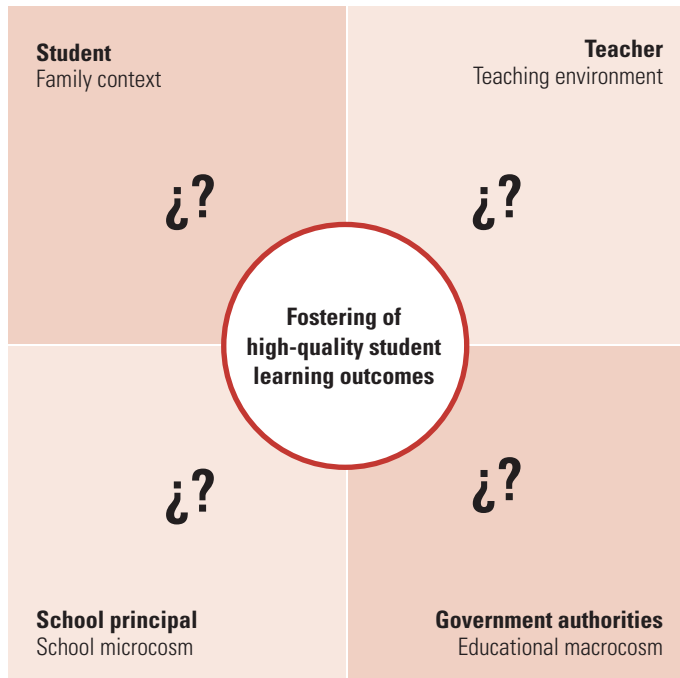 Student
Family context
Teacher
Teaching environment
¿?
¿?
Fostering of
high-quality student
learning outcomes
¿?
¿?
School principal
School microcosm
Government authorities
Educational macrocosm